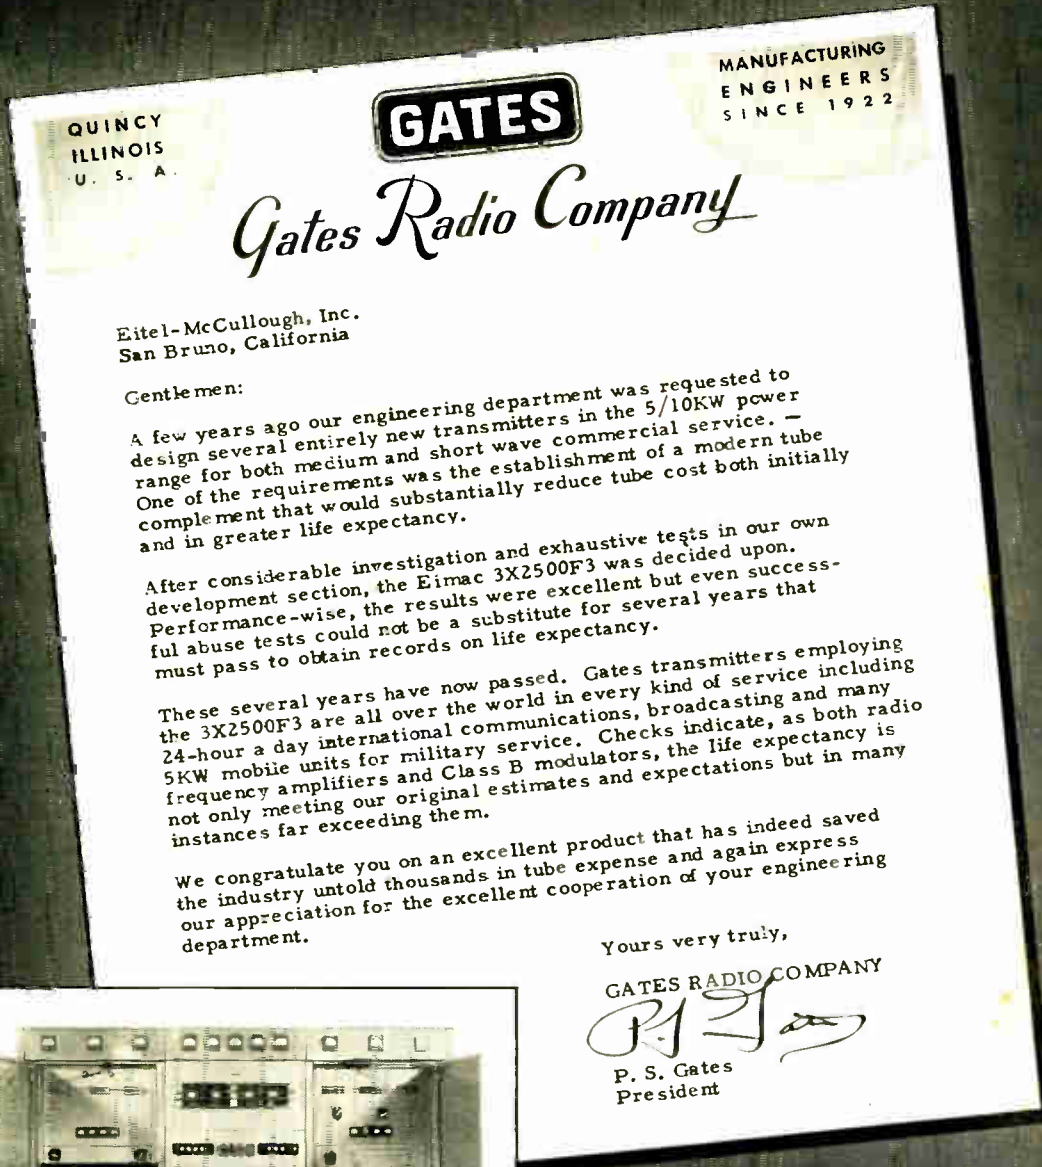 QUINCY
ILLINOIS
U. S. A.
GATES
MANUFACTURING
ENGINEERS
SINCE 1922
Gates Radio Company
Eitel-McCullough, Inc.
San Bruno, California
Gentlemen:
A few years ago our engineering department was requested to
design several entirely new transmitters in the 5/10KW power
range for both medium and short wave commercial service. —
One of the requirements was the establishment of a modern tube
complement that would substantially reduce tube cost both initially
and in greater life expectancy.
After considerable investigation and exhaustive tests in our own
development section, the Eimac 3X2500F3 was decided upon.
Performance-wise, the results were excellent but even success-
ful abuse tests could not be a substitute for several years that
must pass to obtain records on life expectancy.
These several years have now passed. Gates transmitters employing
the 3X2500F3 are all over the world in every kind of service including
24-hour a day international communications, broadcasting and many
5KW mobile units for military service. Checks indicate, as both radio
frequency amplifiers and Class B modulators, the life expectancy is
not only meeting our original estimates and expectations but in many
instances far exceeding them.
We congratulate you on an excellent product that has indeed saved
the industry untold thousands in tube expense and again express
our appreciation for the excellent cooperation of your engineering
department.
Yours very truly,
GATES RADIO COMPANY
P. S. Gates
P. S. Gates
President